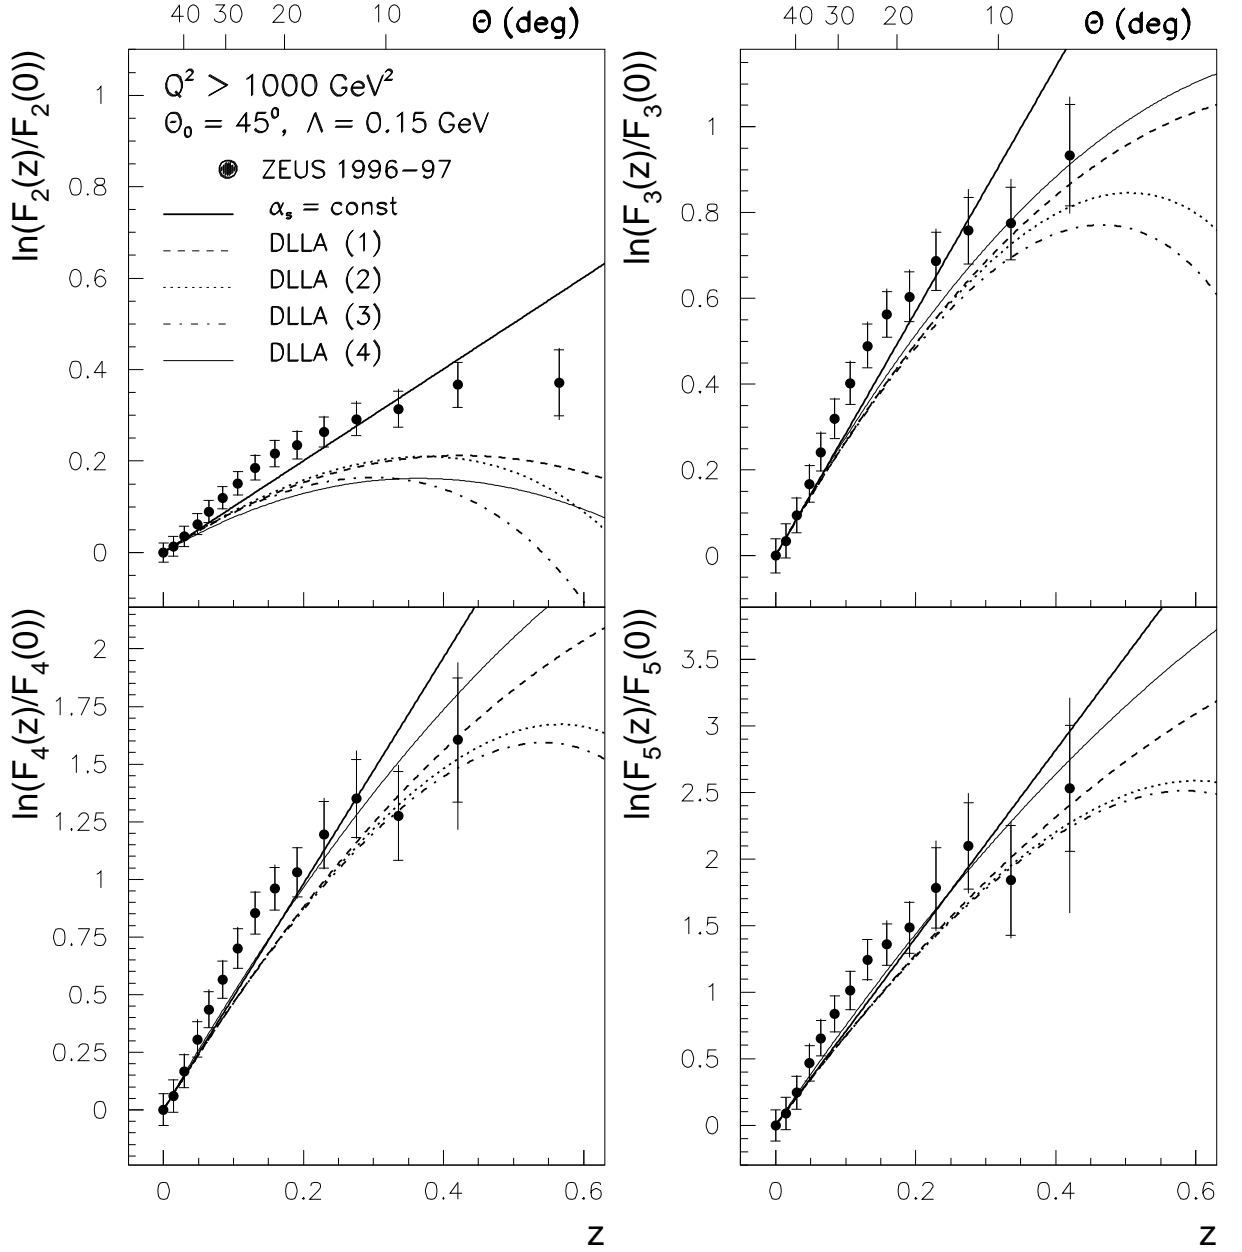 40 30 20 10 Θ (deg)
40 30 20 10 Θ (deg)
ln(F₂(z)/F₂(0))
1
0.8
0.6
0.4
0.2
0
Q² > 1000 GeV²
Θ₀ = 45⁰, Λ = 0.15 GeV
ZEUS 1996–97
αₛ = const
DLLA (1)
DLLA (2)
DLLA (3)
DLLA (4)
ln(F₃(z)/F₃(0))
1
0.8
0.6
0.4
0.2
0
ln(F₄(z)/F₄(0))
2
1.75
1.5
1.25
1
0.75
0.5
0.25
0
0 0.2 0.4 0.6
z
ln(F₅(z)/F₅(0))
3.5
3
2.5
2
1.5
1
0.5
0
0 0.2 0.4 0.6
z